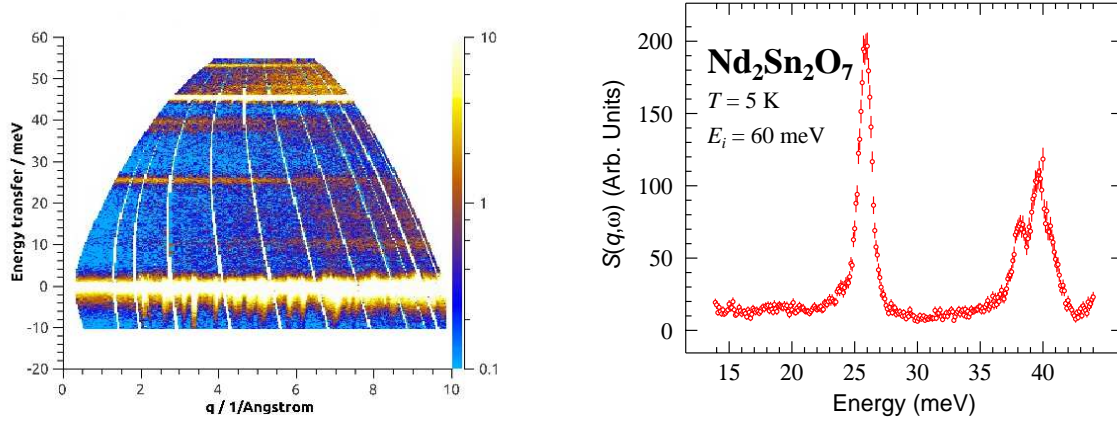 60
50
40
30
20
10
0
-10
-20
Energy transfer / meV
0
2
4
6
8
10
q / 1/Angstrom
10
1
0.1
200
150
100
50
0
S(q,ω) (Arb. Units)
Nd₂Sn₂O₇
T = 5 K
Eᵢ = 60 meV
15 20 25 30 35 40
Energy (meV)